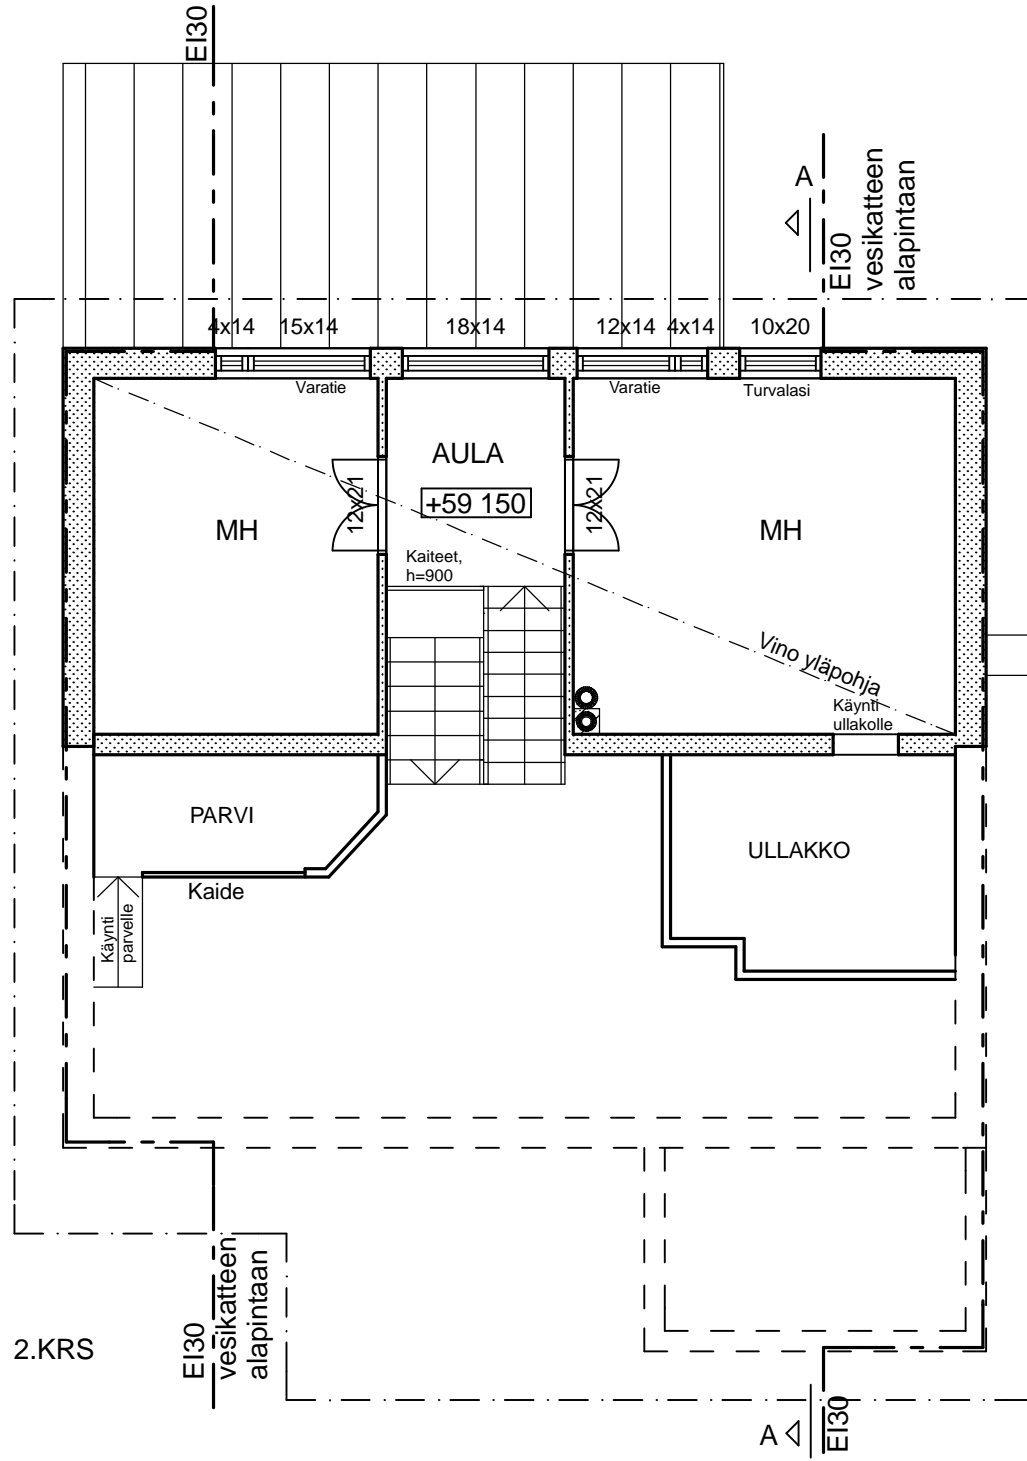 EI30
A
EI30
vesikatteen
alapintaan
4x14
15x14
18x14
12x14
4x14
10x20
Varatie
Varatie
Turvalasi
AULA
+59 150
12x21
12x21
MH
MH
Kaiteet,
h=900
Vino yläpohja
Käynti
ullakolle
PARVI
ULLAKKO
Kaide
Käynti
parvelle
2.KRS
EI30
vesikatteen
alapintaan
A
EI30